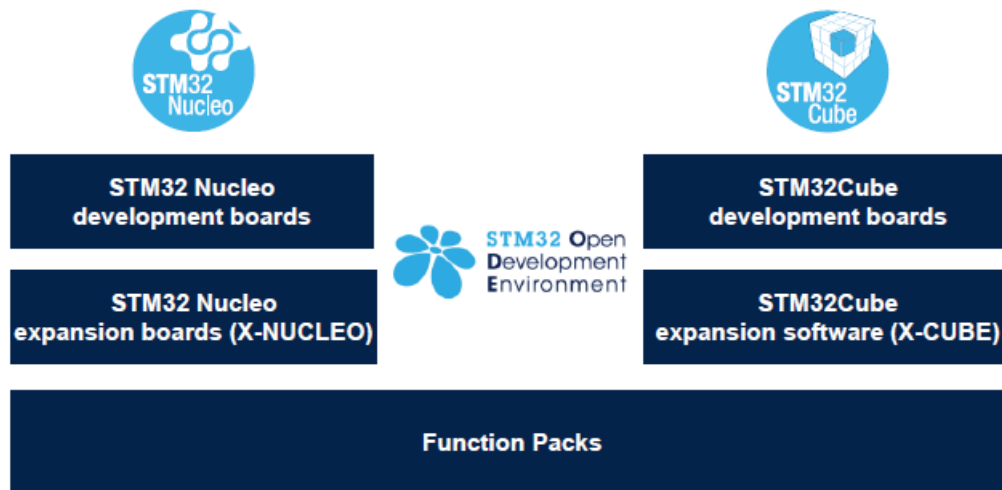 STM32
Nucleo
STM32
Cube
STM32 Nucleo
development boards
STM32Cube
development boards
STM32 Open
Development
Environment
STM32 Nucleo
expansion boards (X-NUCLEO)
STM32Cube
expansion software (X-CUBE)
Function Packs